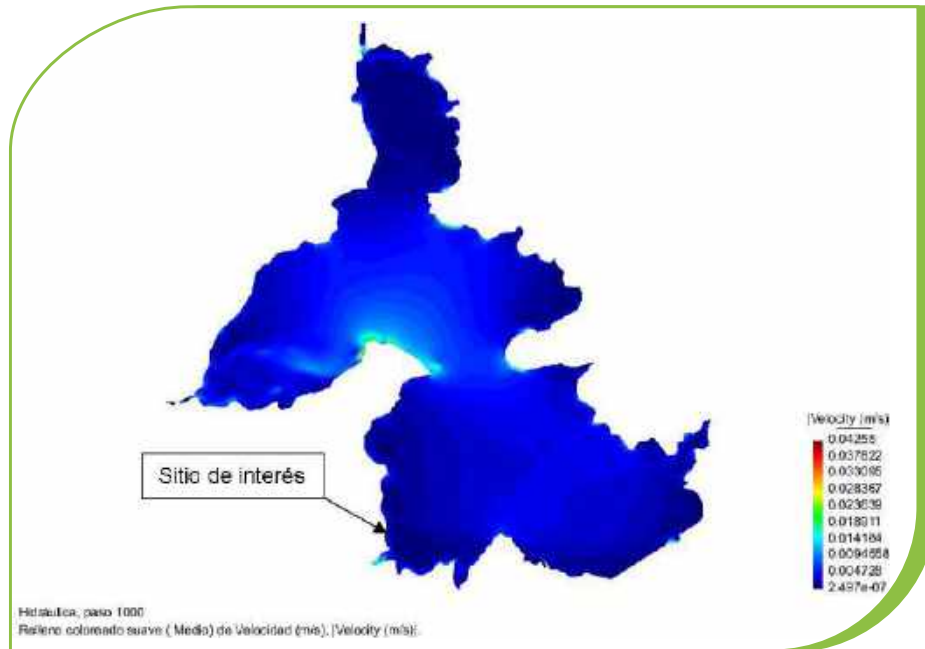 Sitio de interés
|Velocity (m/s)
0.04255
0.037822
0.033095
0.028367
0.023639
0.018911
0.014184
0.0094558
0.004728
2.497e-07
Hidráulica, paso 1000
Relleno coloreado suave ( Medio) de Velocidad (m/s), |Velocity (m/s)|.